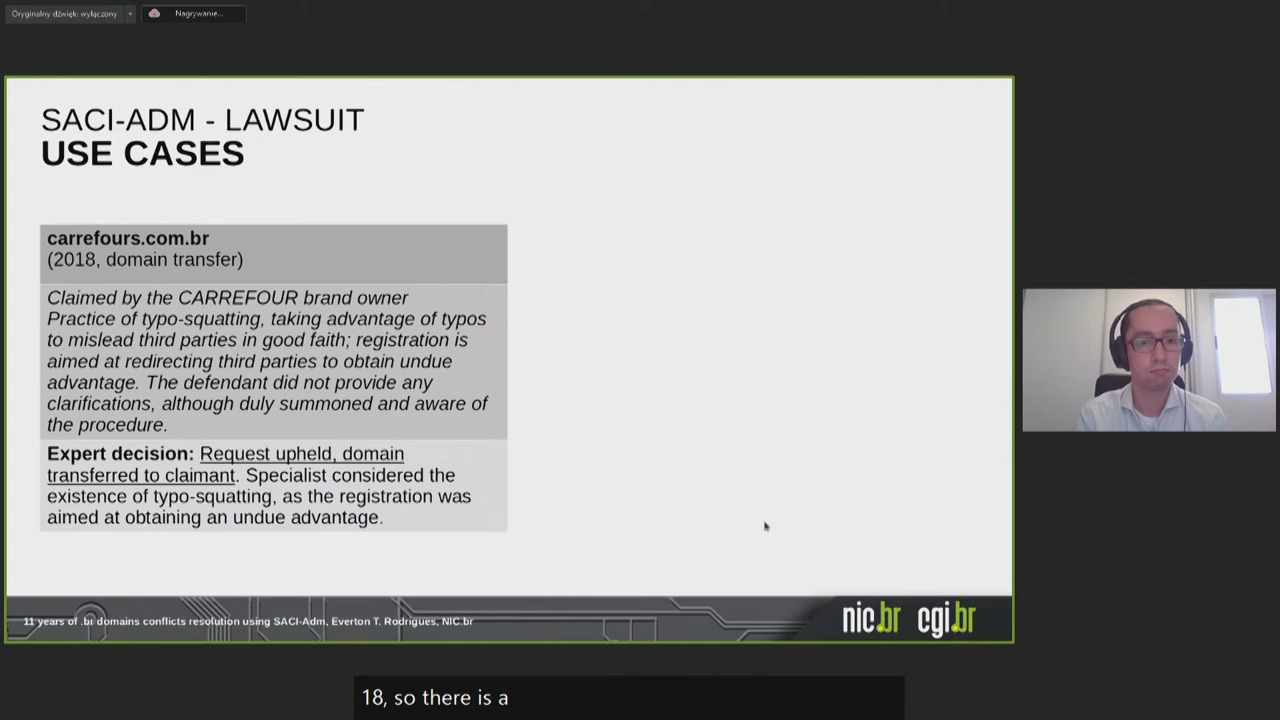 Oryginalny dźwięk: wyłączony
Nagrywanie...
SACI-ADM - LAWSUIT
USE CASES
carrefours.com.br
(2018, domain transfer)
Claimed by the CARREFOUR brand owner
Practice of typo-squatting, taking advantage of typos
to mislead third parties in good faith; registration is
aimed at redirecting third parties to obtain undue
advantage. The defendant did not provide any
clarifications, although duly summoned and aware of
the procedure.
Expert decision: Request upheld, domain
transferred to claimant. Specialist considered the
existence of typo-squatting, as the registration was
aimed at obtaining an undue advantage.
11 years of .br domains conflicts resolution using SACI-Adm, Everton T. Rodrigues, NIC.br
nic.br cgi.br
18, so there is a